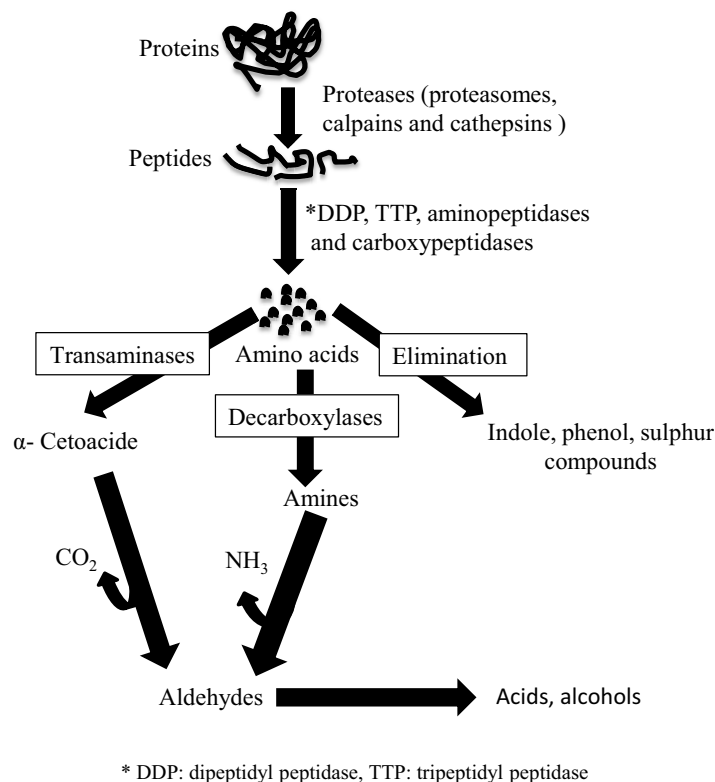 Proteins
Proteases (proteasomes,
calpains and cathepsins )
Peptides
*DDP, TTP, aminopeptidases
and carboxypeptidases
Transaminases
Amino acids
Elimination
Decarboxylases
α- Cetoacide
Indole, phenol, sulphur
compounds
Amines
CO₂
NH₃
Aldehydes
Acids, alcohols
* DDP: dipeptidyl peptidase, TTP: tripeptidyl peptidase